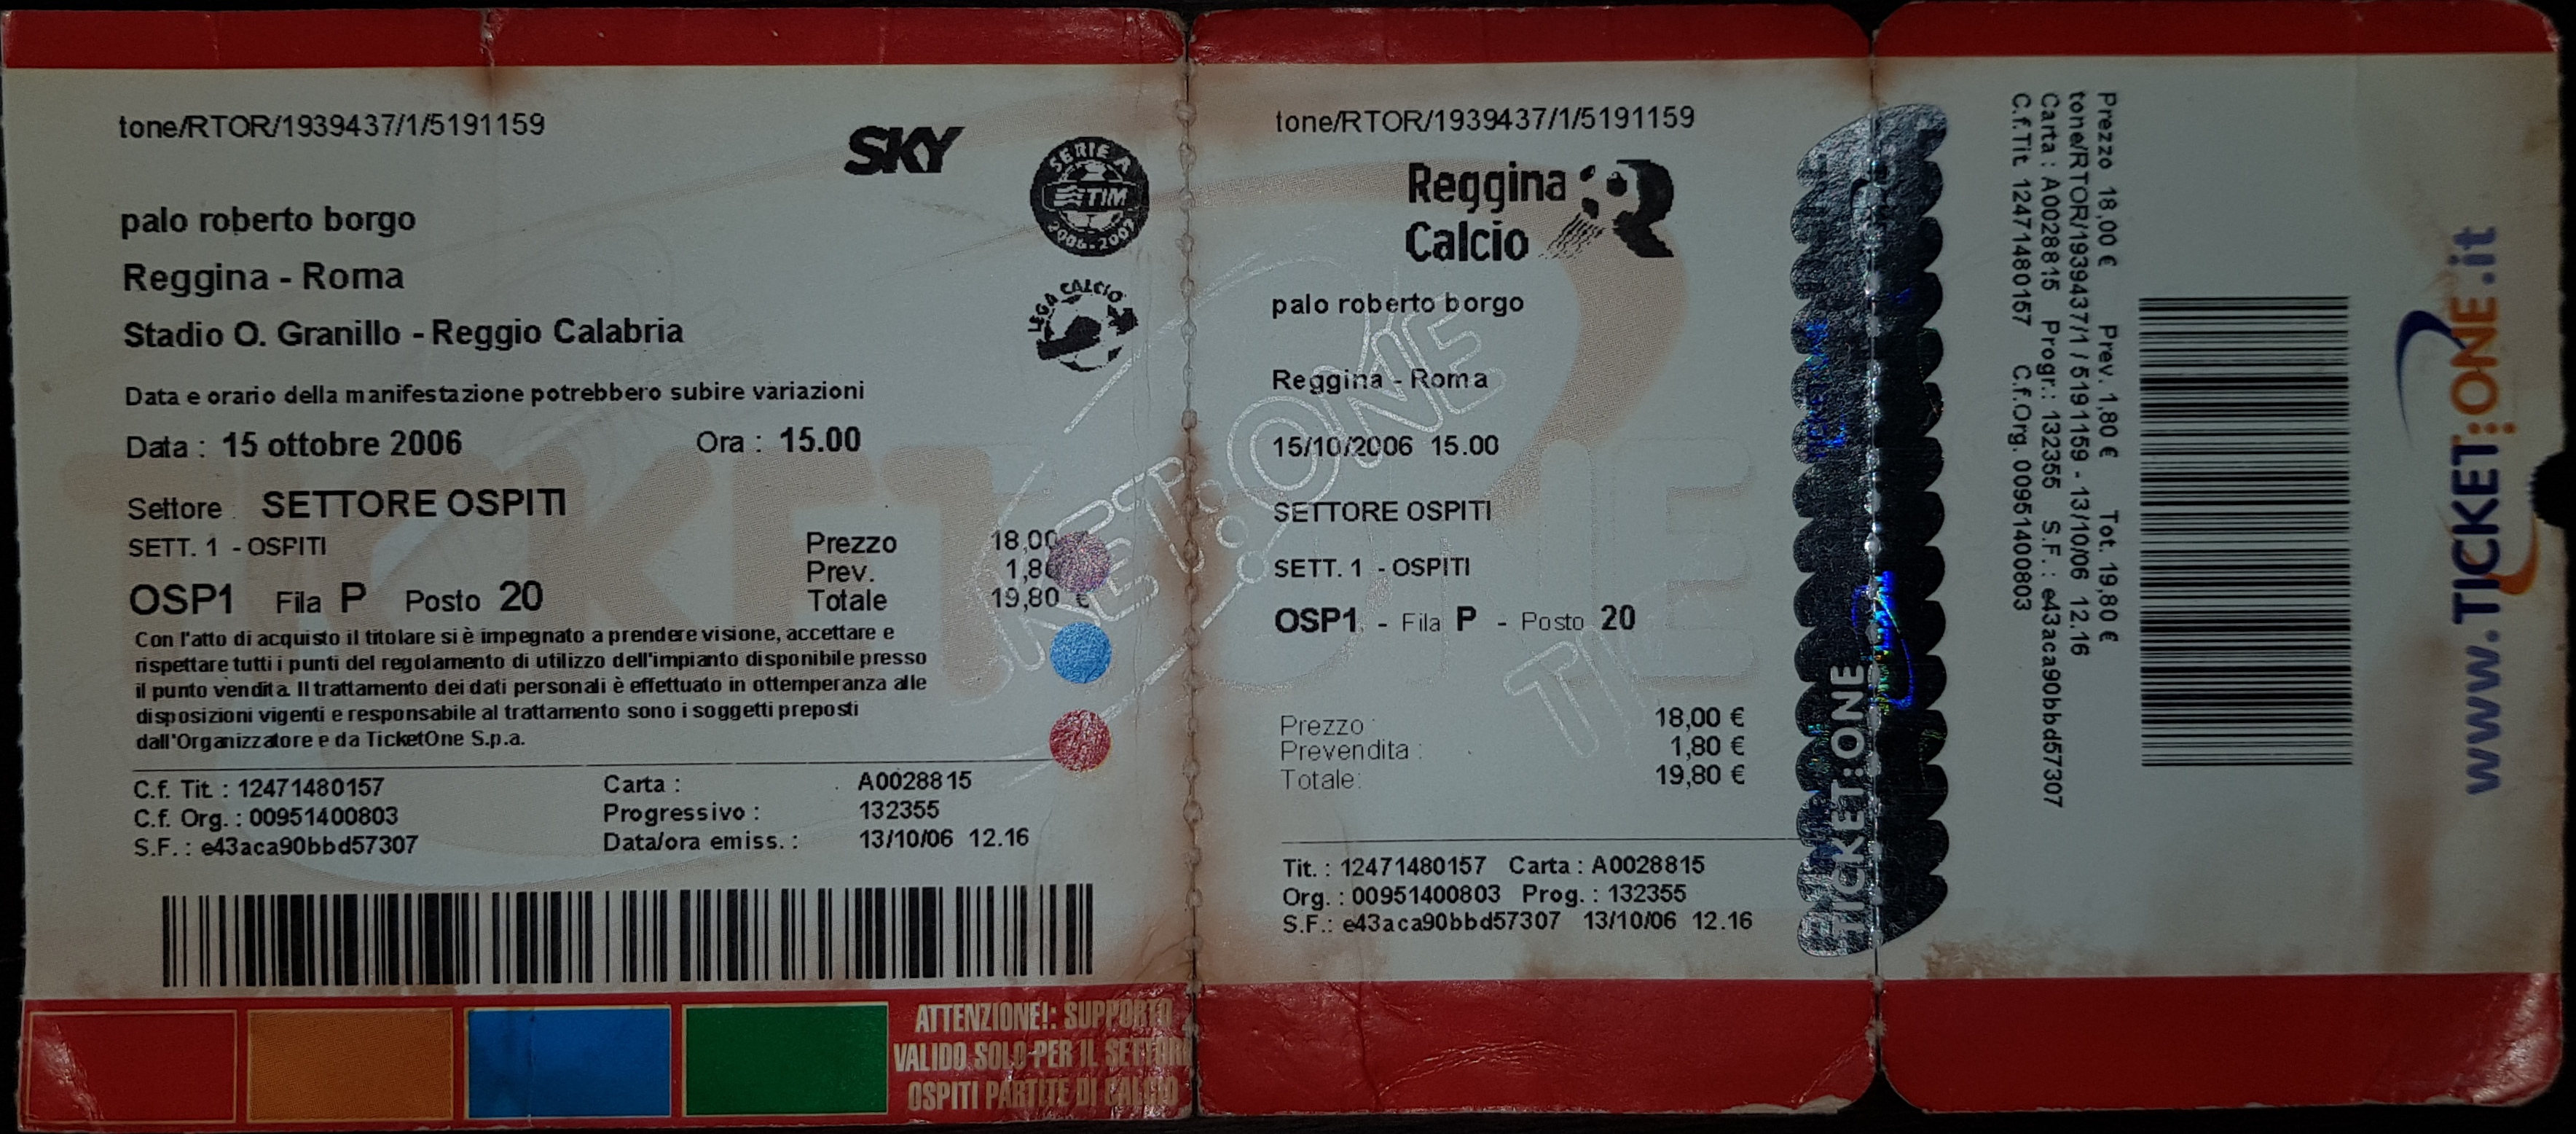 tone/RTOR/1939437/1/5191159
SKY
SERIE A
TIM
2006-2007
palo roberto borgo
Reggina - Roma
Stadio O. Granillo - Reggio Calabria
LEGA CALCIO
Data e orario della manifestazione potrebbero subire variazioni
Data : 15 ottobre 2006 Ora : 15.00
Settore SETTORE OSPITI
SETT. 1 - OSPITI
Prezzo 18,00
Prev. 1,80
Totale 19,80 €
OSP1 Fila P Posto 20
Con l'atto di acquisto il titolare si è impegnato a prendere visione, accettare e
rispettare tutti i punti del regolamento di utilizzo dell'impianto disponibile presso
il punto vendita. Il trattamento dei dati personali è effettuato in ottemperanza alle
disposizioni vigenti e responsabile al trattamento sono i soggetti preposti
dall'Organizzatore e da TicketOne S.p.a.
C.f. Tit. : 12471480157 Carta : A0028815
C.f. Org. : 00951400803 Progressivo : 132355
S.F. : e43aca90bbd57307 Data/ora emiss. : 13/10/06 12.16
ATTENZIONE!: SUPPORTO
VALIDO SOLO PER IL SETTORE
OSPITI PARTITE DI CALCIO
tone/RTOR/1939437/1/5191159
Reggina
Calcio
palo roberto borgo
Reggina - Roma
15/10/2006 15.00
SETTORE OSPITI
SETT. 1 - OSPITI
OSP1 - Fila P - Posto 20
Prezzo : 18,00 €
Prevendita : 1,80 €
Totale: 19,80 €
Tit. : 12471480157 Carta : A0028815
Org. : 00951400803 Prog. : 132355
S.F.: e43aca90bbd57307 13/10/06 12.16
TICKET:ONE
TICKET:ONE
Prezzo 18,00 € Prev. 1,80 € Tot. 19,80 €
tone/RTOR/1939437/1 / 5191159 - 13/10/06 12.16
Carta : A0028815 Progr.: 132355 S.F. : e43aca90bbd57307
C.f.Tit. 12471480157 C.f.Org. 00951400803
www.TICKET:ONE.it